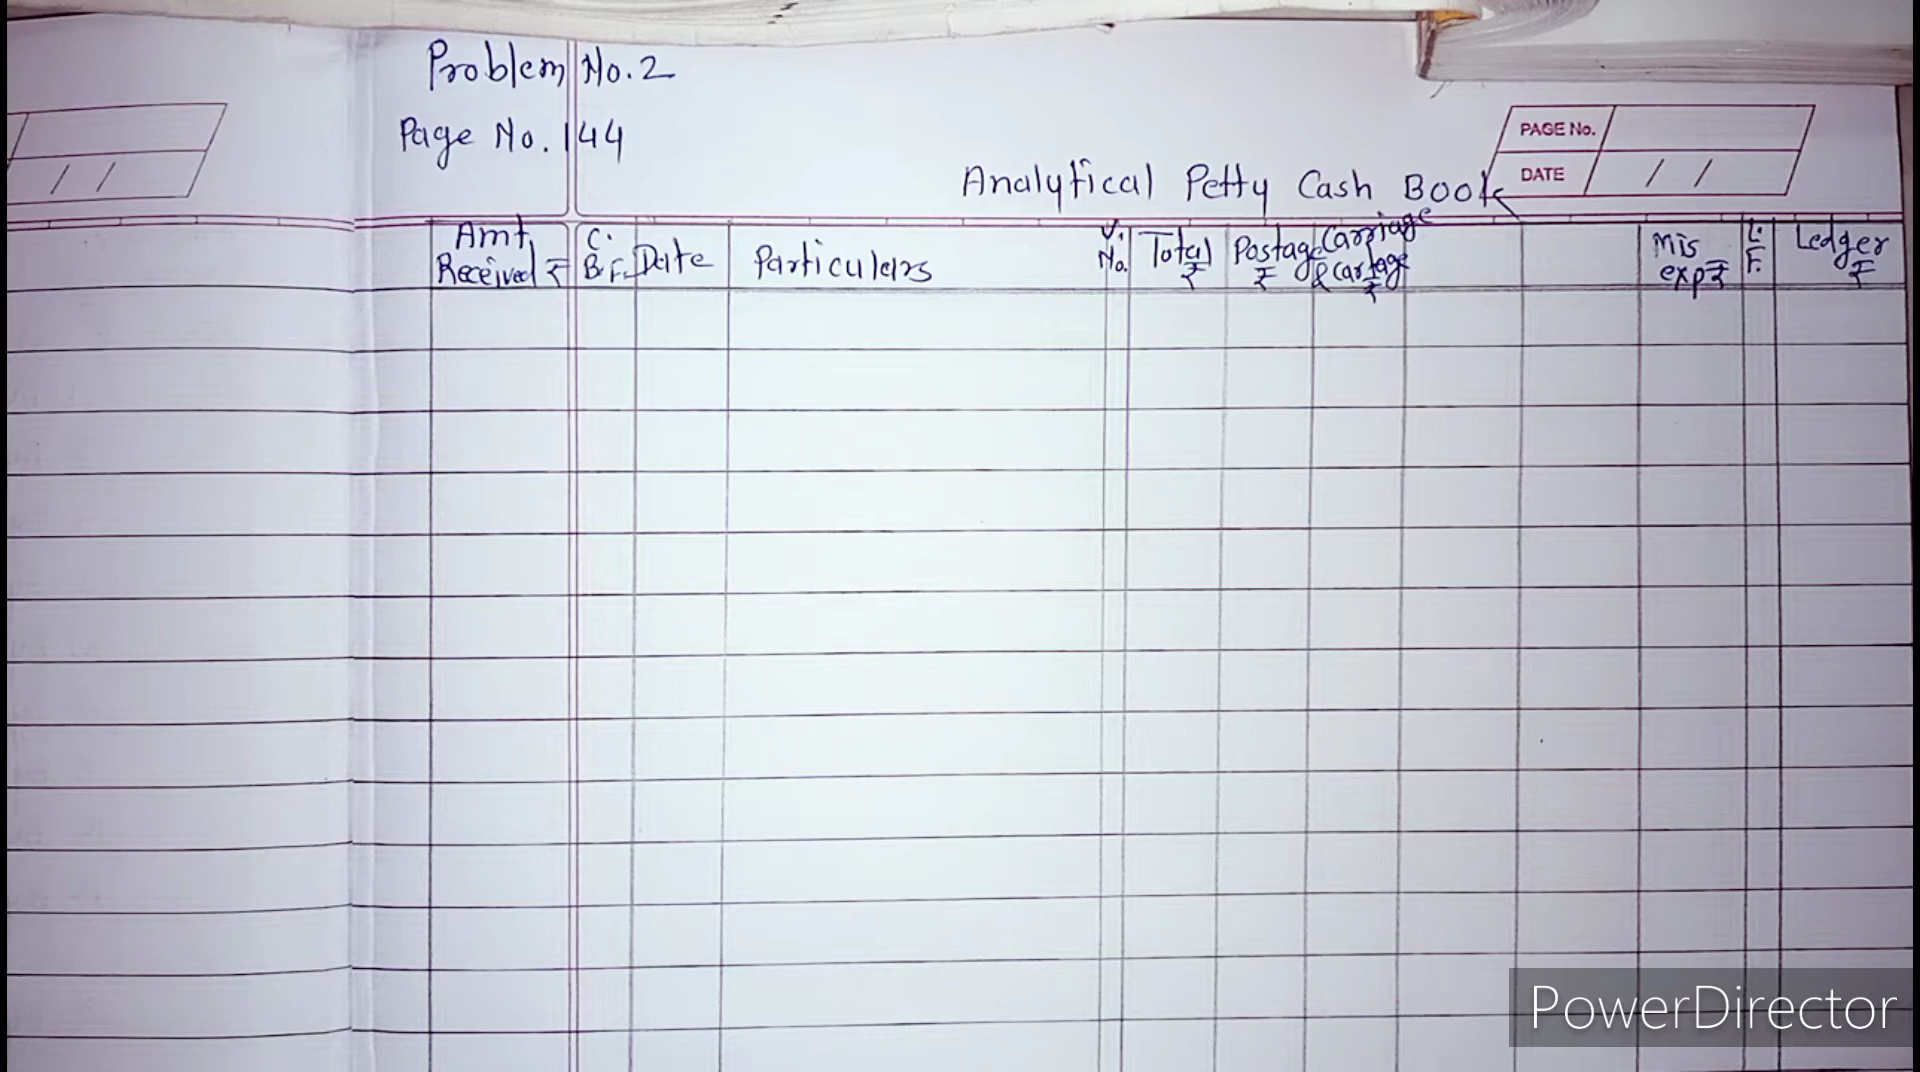 Problem No. 2
Page No. 144
PAGE No.
DATE / /
/ /
Analytical Petty Cash Book
Amt Received ₹
C. B. F.
Date
Particulars
V. No.
Total ₹
Postage ₹
Carriage & Cartage ₹
Mis exp ₹
L. F.
Ledger ₹
PowerDirector